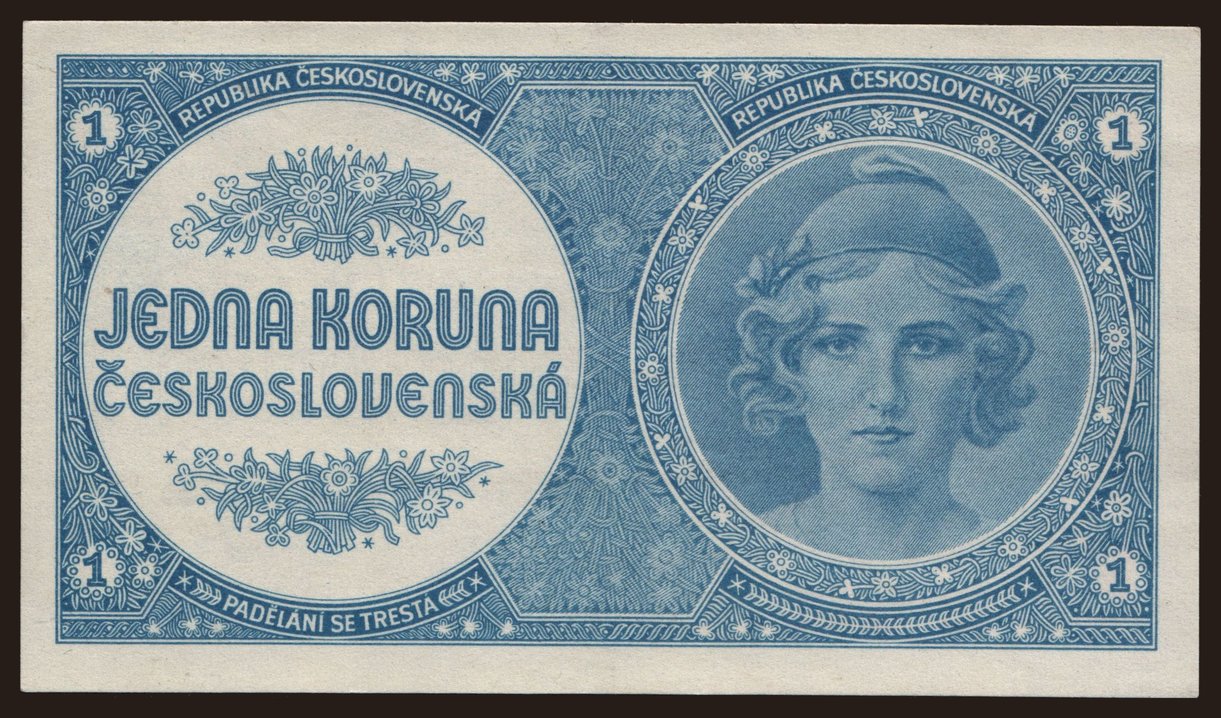 REPUBLIKA ČESKOSLOVENSKÁ
REPUBLIKA ČESKOSLOVENSKÁ
1
1
JEDNA KORUNA
ČESKOSLOVENSKÁ
1
1
PADĚLÁNÍ SE TRESTÁ